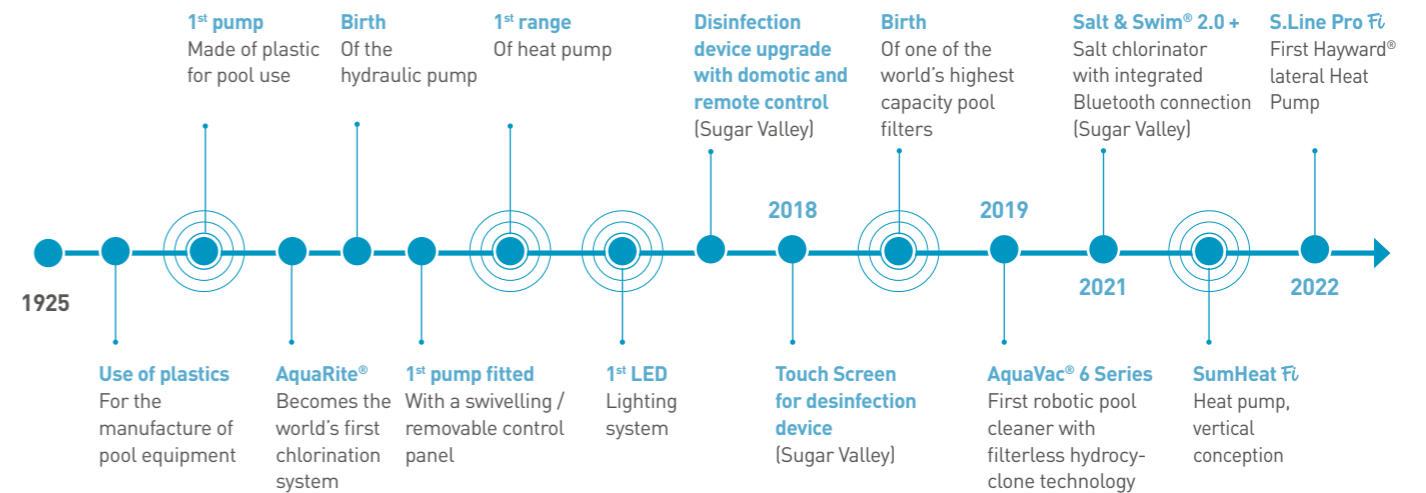 1st pump
Made of plastic
for pool use
Birth
Of the
hydraulic pump
1st range
Of heat pump
Disinfection
device upgrade
with domotic and
remote control
(Sugar Valley)
Birth
Of one of the
world's highest
capacity pool
filters
Salt & Swim® 2.0 +
Salt chlorinator
with integrated
Bluetooth connection
(Sugar Valley)
S.Line Pro Fi
First Hayward®
lateral Heat
Pump
2018
2019
1925
2021
2022
Use of plastics
For the
manufacture of
pool equipment
AquaRite®
Becomes the
world's first
chlorination
system
1st pump fitted
With a swivelling /
removable control
panel
1st LED
Lighting
system
Touch Screen
for desinfection
device
(Sugar Valley)
AquaVac® 6 Series
First robotic pool
cleaner with
filterless hydrocy-
clone technology
SumHeat Fi
Heat pump,
vertical
conception